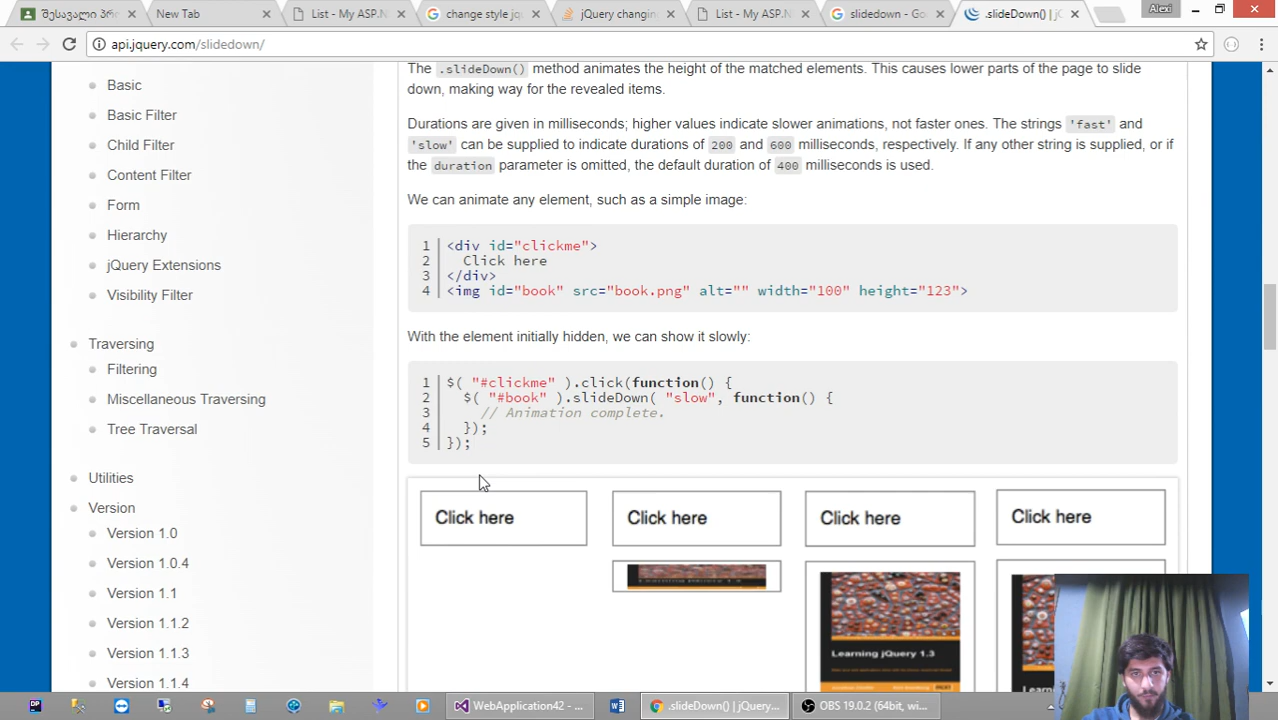 შესავალი პრი
New Tab
List - My ASP.NE
change style jqu
jQuery changing
List - My ASP.NE
slidedown - Goo
.slideDown() | jQ
Alexi
api.jquery.com/slidedown/
Basic
Basic Filter
Child Filter
Content Filter
Form
Hierarchy
jQuery Extensions
Visibility Filter
Traversing
Filtering
Miscellaneous Traversing
Tree Traversal
Utilities
Version
Version 1.0
Version 1.0.4
Version 1.1
Version 1.1.2
Version 1.1.3
Version 1.1.4
The .slideDown() method animates the height of the matched elements. This causes lower parts of the page to slide
down, making way for the revealed items.
Durations are given in milliseconds; higher values indicate slower animations, not faster ones. The strings 'fast' and
'slow' can be supplied to indicate durations of 200 and 600 milliseconds, respectively. If any other string is supplied, or if
the duration parameter is omitted, the default duration of 400 milliseconds is used.
We can animate any element, such as a simple image:
1 <div id="clickme">
2 Click here
3 </div>
4 <img id="book" src="book.png" alt="" width="100" height="123">
With the element initially hidden, we can show it slowly:
1 $( "#clickme" ).click(function() {
2 $( "#book" ).slideDown( "slow", function() {
3 // Animation complete.
4 });
5 });
Click here Click here Click here Click here
Learning jQuery 1.3
WebApplication42 - ...
.slideDown() | jQuery...
OBS 19.0.2 (64bit, wi...